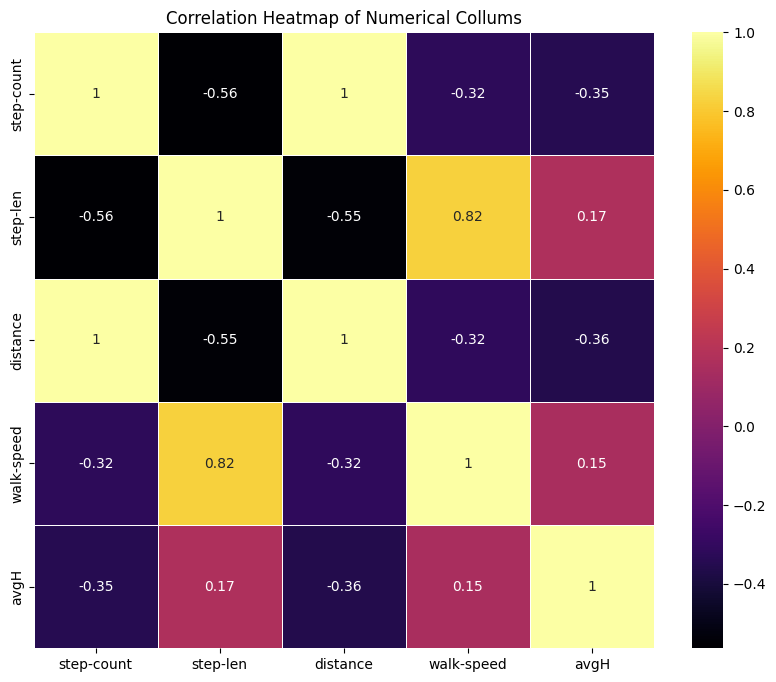 Correlation Heatmap of Numerical Collums
step-count 1 -0.56 1 -0.32 -0.35
step-len -0.56 1 -0.55 0.82 0.17
distance 1 -0.55 1 -0.32 -0.36
walk-speed -0.32 0.82 -0.32 1 0.15
avgH -0.35 0.17 -0.36 0.15 1
step-count step-len distance walk-speed avgH
1.0
0.8
0.6
0.4
0.2
0.0
−0.2
−0.4